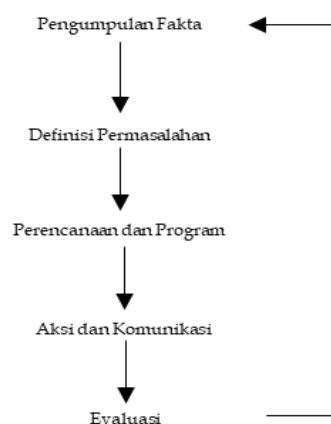 Pengumpulan Fakta
Definisi Permasalahan
Perencanaan dan Program
Aksi dan Komunikasi
Evaluasi